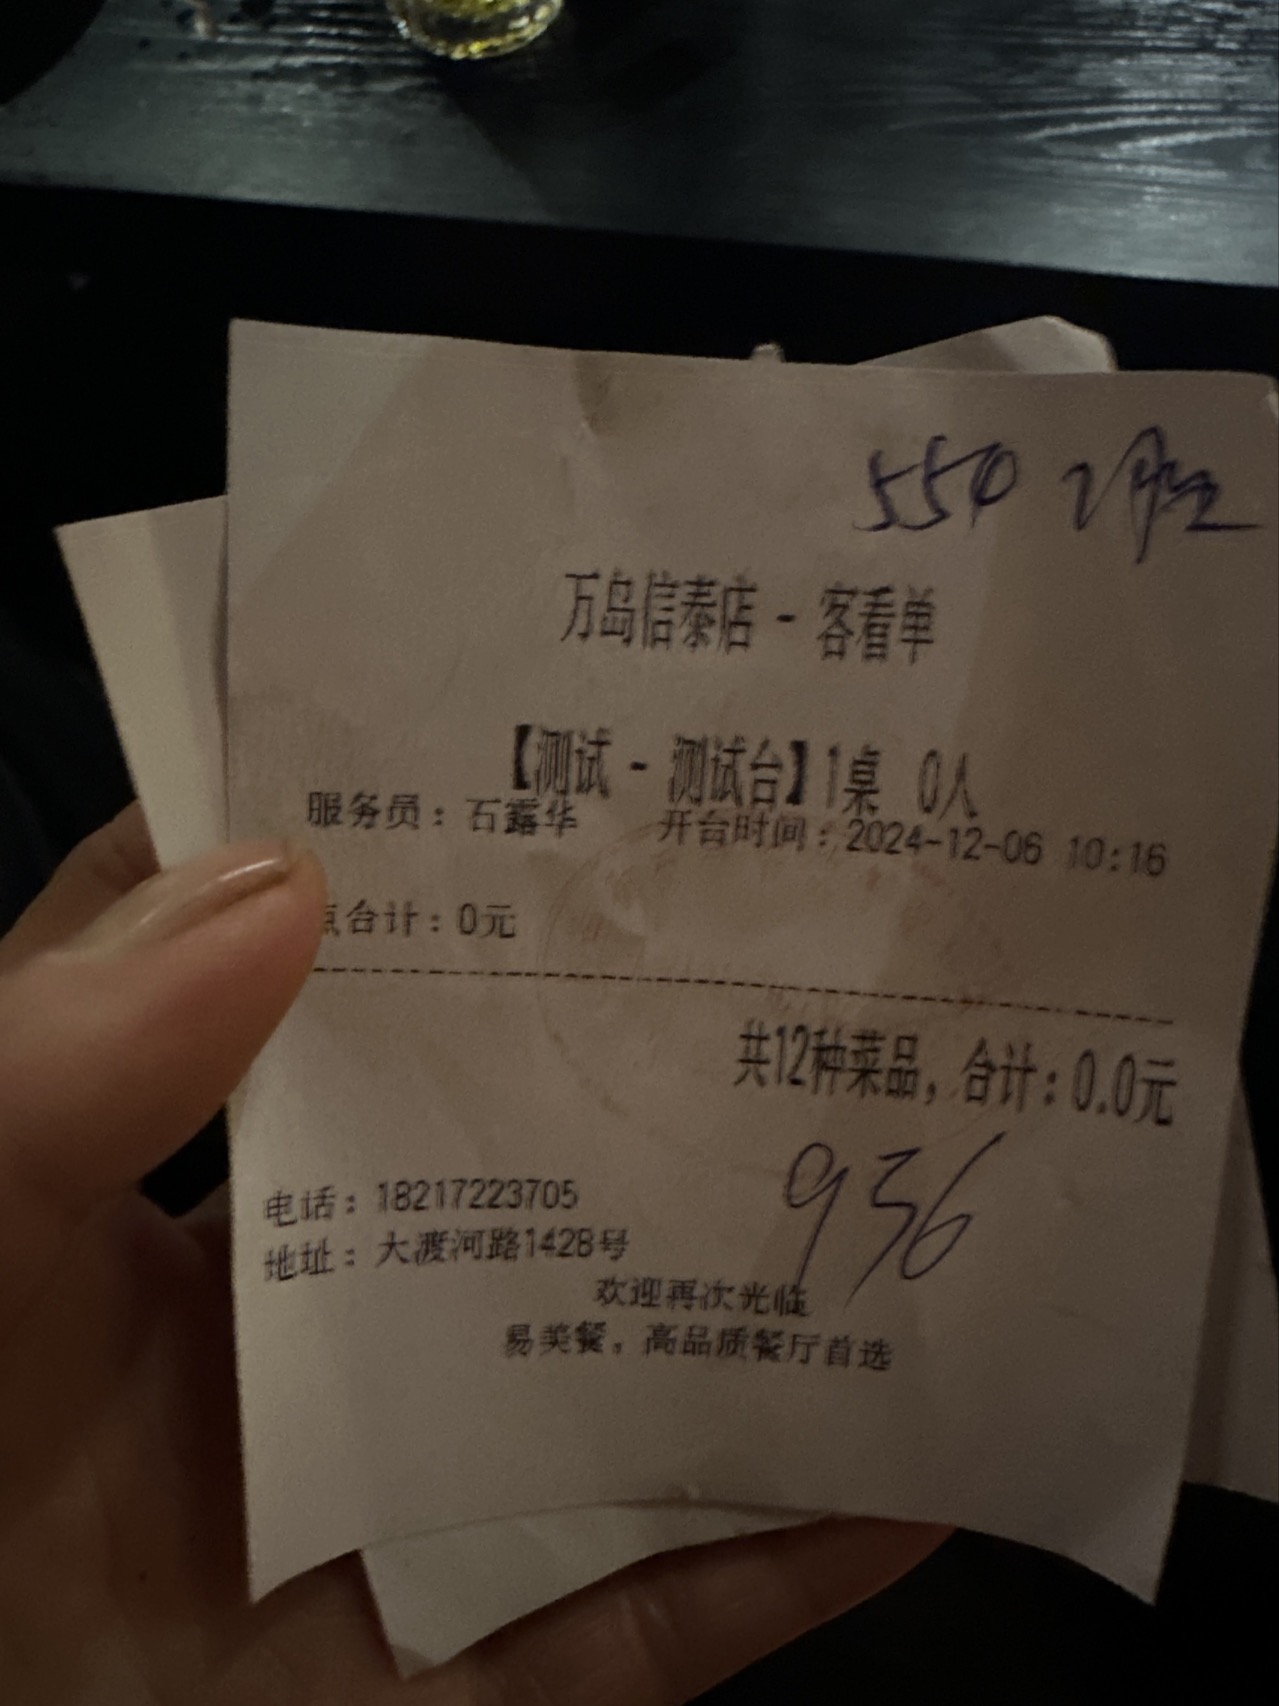 550
万岛信泰店 - 客看单
【测试 - 测试台】1桌 0人
服务员：石露华 开台时间：2024-12-06 10:16
点合计：0元
共12种菜品，合计：0.0元
936
电话：18217223705
地址：大渡河路1428号
欢迎再次光临
易美餐，高品质餐厅首选